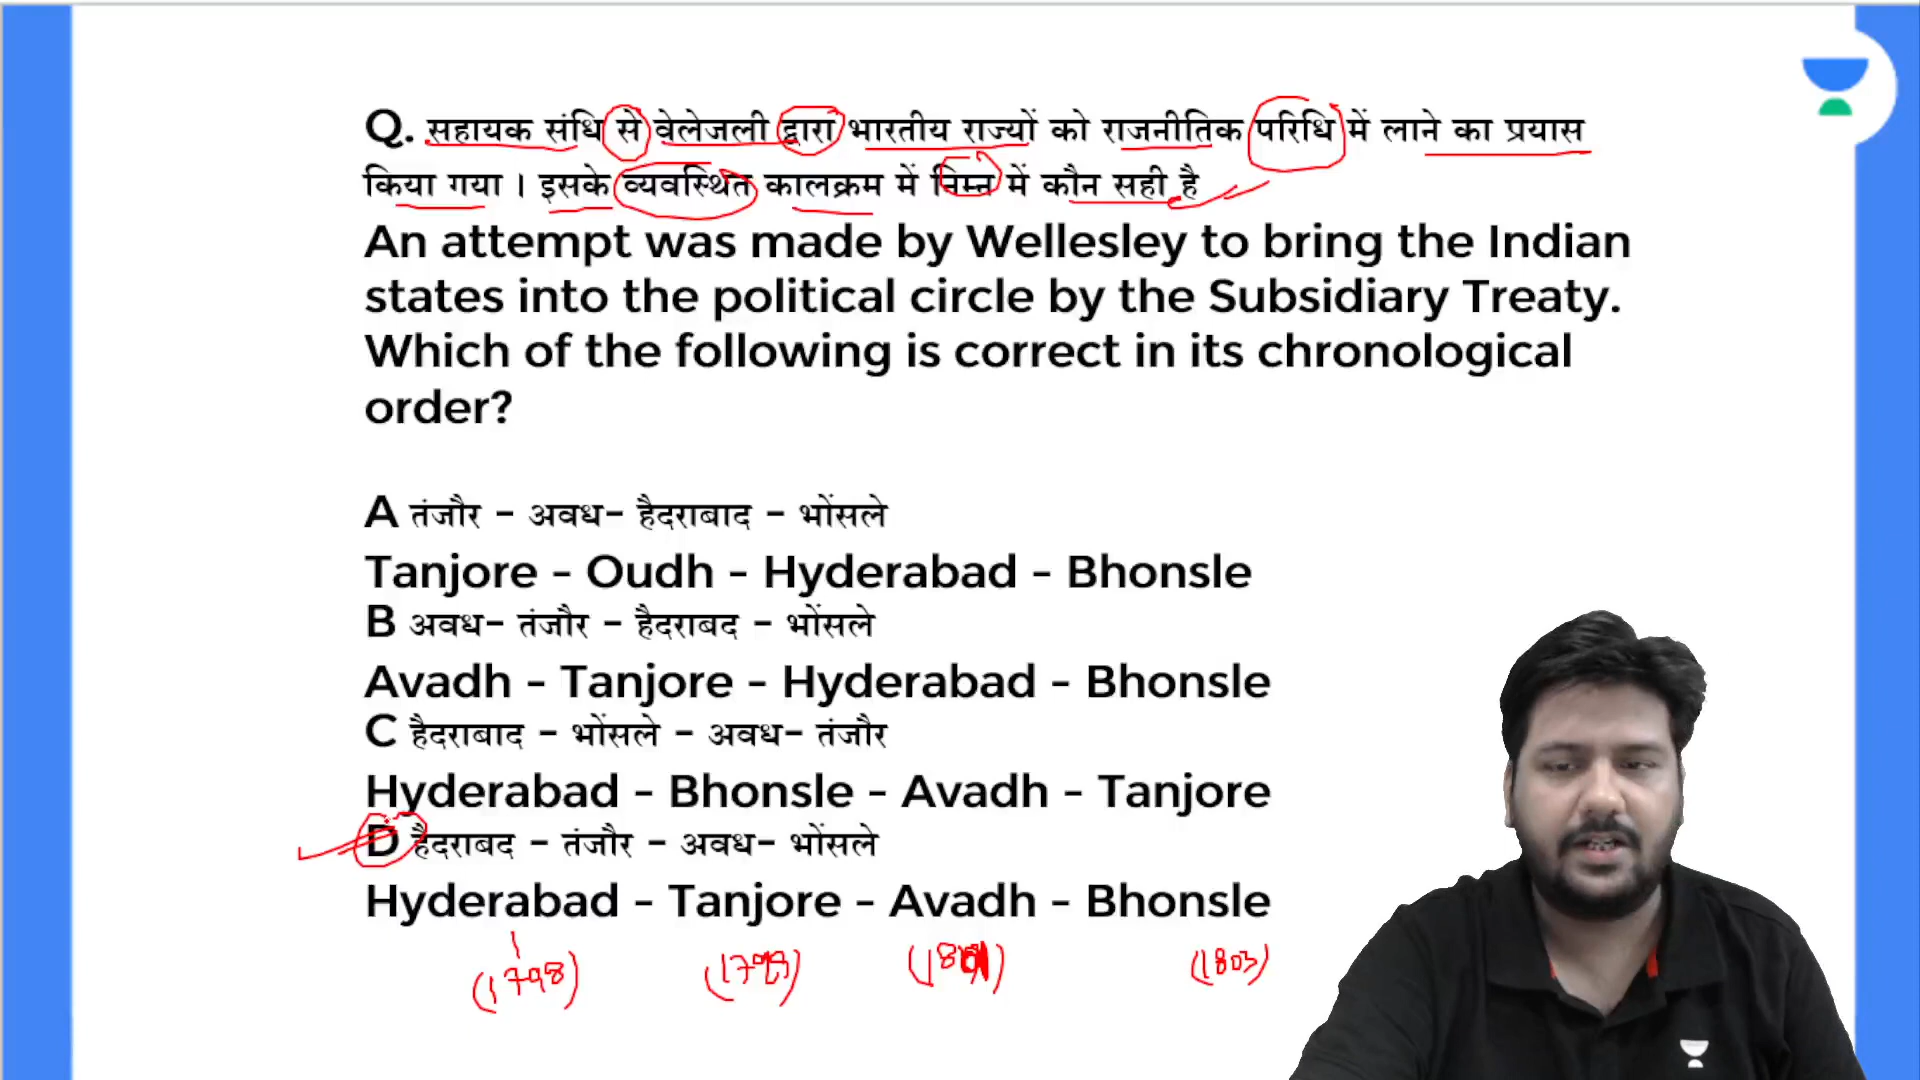 Q. सहायक संधि से वेलेजली द्वारा भारतीय राज्यों को राजनीतिक परिधि में लाने का प्रयास
किया गया । इसके व्यवस्थित कालक्रम में निम्न में कौन सही है
An attempt was made by Wellesley to bring the Indian
states into the political circle by the Subsidiary Treaty.
Which of the following is correct in its chronological
order?
A तंजौर - अवध- हैदराबाद - भोंसले
Tanjore - Oudh - Hyderabad - Bhonsle
B अवध- तंजौर - हैदराबद - भोंसले
Avadh - Tanjore - Hyderabad - Bhonsle
C हैदराबाद - भोंसले - अवध- तंजौर
Hyderabad - Bhonsle - Avadh - Tanjore
D हैदराबद - तंजौर - अवध- भोंसले
Hyderabad - Tanjore - Avadh - Bhonsle
(1798) (1803)